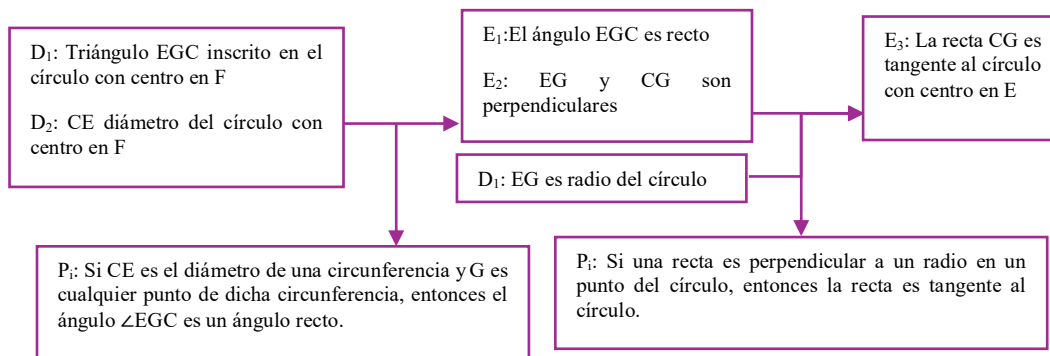 D₁: Triángulo EGC inscrito en el
círculo con centro en F
D₂: CE diámetro del círculo con
centro en F
E₁:El ángulo EGC es recto
E₂: EG y CG son
perpendiculares
D₁: EG es radio del círculo
E₃: La recta CG es
tangente al círculo
con centro en E
Pᵢ: Si CE es el diámetro de una circunferencia y G es
cualquier punto de dicha circunferencia, entonces el
ángulo ∠EGC es un ángulo recto.
Pᵢ: Si una recta es perpendicular a un radio en un
punto del círculo, entonces la recta es tangente al
círculo.